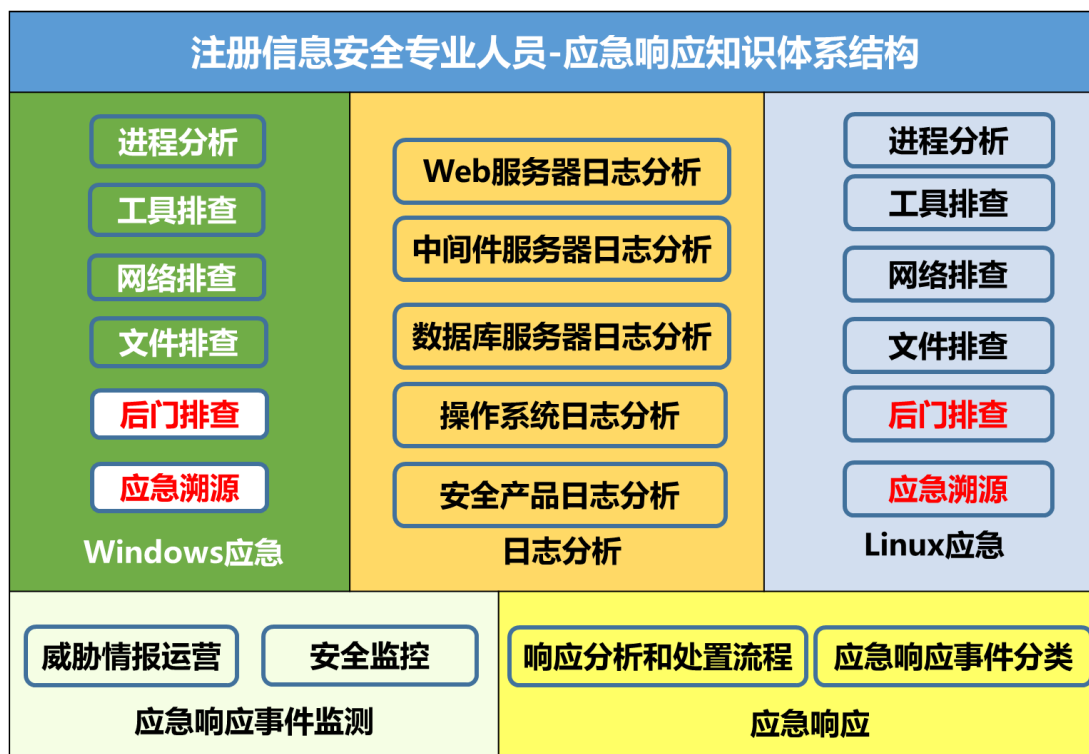 注册信息安全专业人员-应急响应知识体系结构
进程分析
工具排查
网络排查
文件排查
后门排查
应急溯源
Windows应急
Web服务器日志分析
中间件服务器日志分析
数据库服务器日志分析
操作系统日志分析
安全产品日志分析
日志分析
进程分析
工具排查
网络排查
文件排查
后门排查
应急溯源
Linux应急
威胁情报运营
安全监控
应急响应事件监测
响应分析和处置流程
应急响应事件分类
应急响应